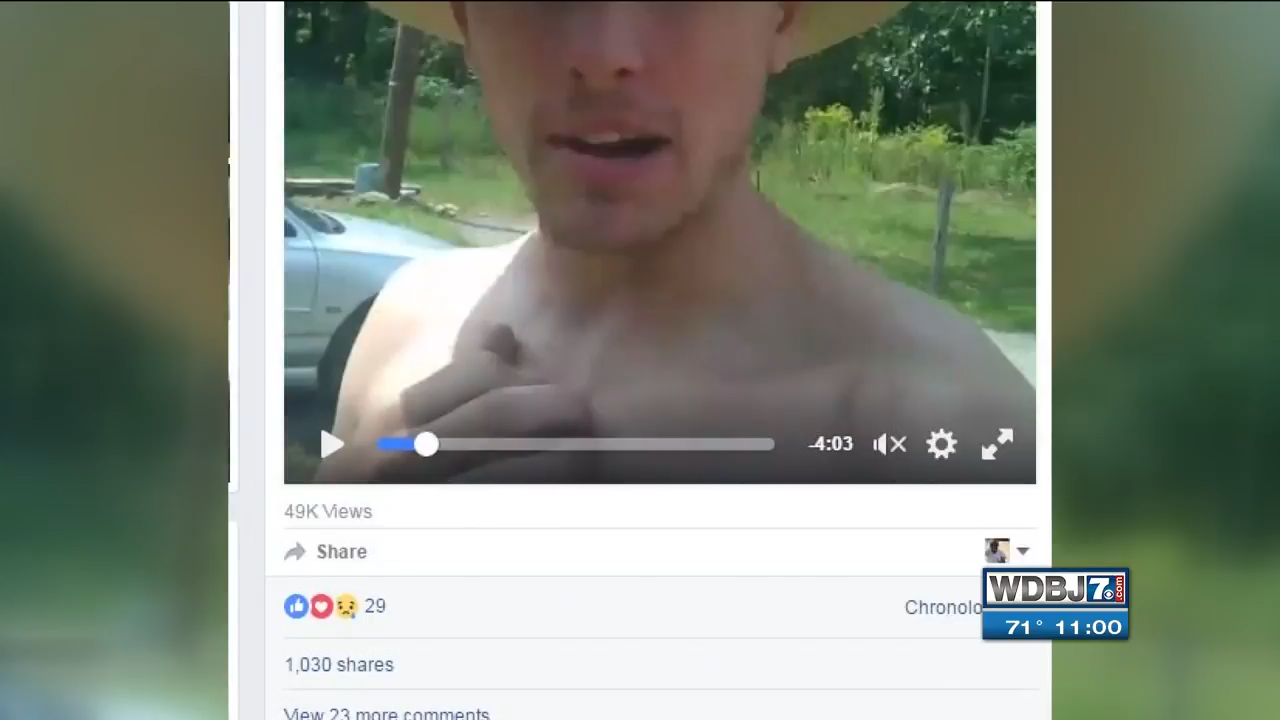 -4:03
49K Views
Share
29
Chronolo
1,030 shares
View 23 more comments
WDBJ7.com
71° 11:00